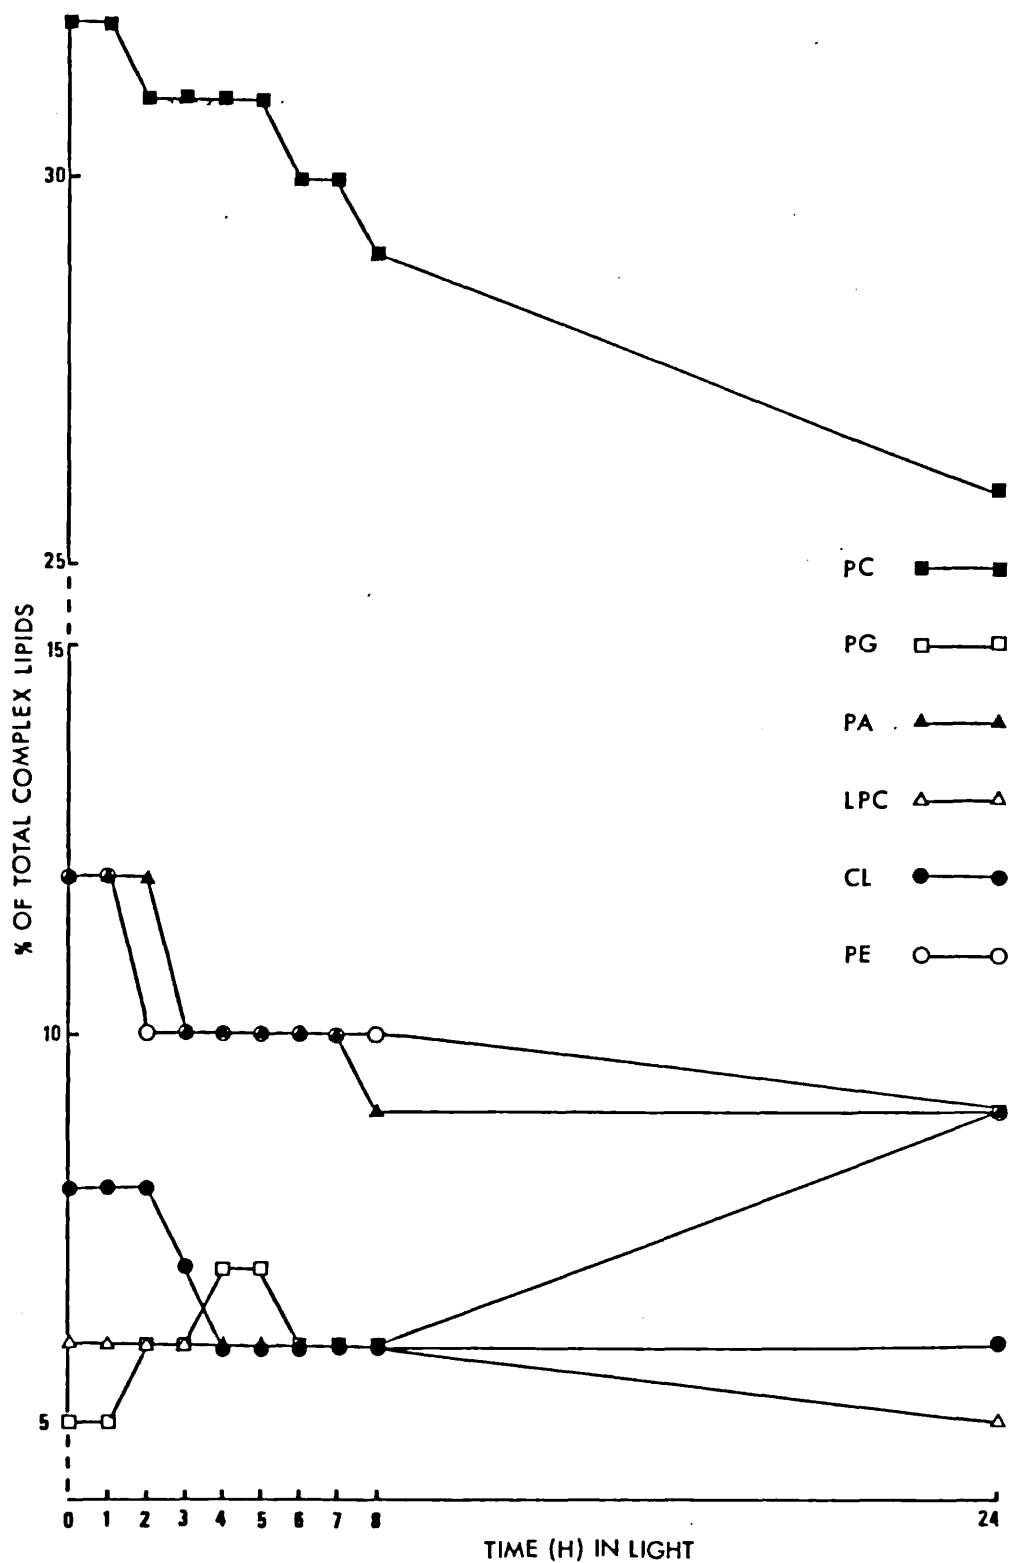 30
25
15
10
5
% OF TOTAL COMPLEX LIPIDS
PC
PG
PA
LPC
CL
PE
0 1 2 3 4 5 6 7 8 24
TIME (H) IN LIGHT